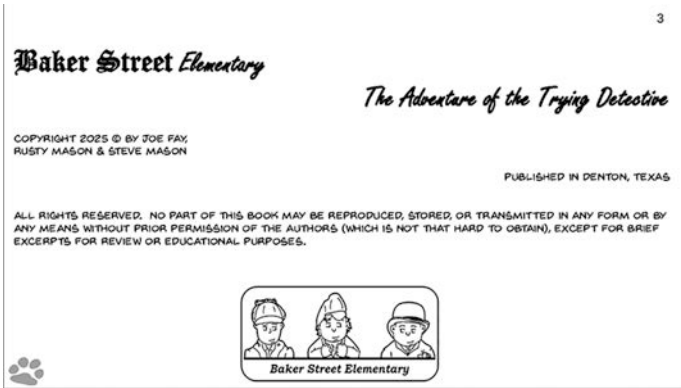 3
Baker Street Elementary
The Adventure of the Trying Detective
COPYRIGHT 2025 © BY JOE FAY,
RUSTY MASON & STEVE MASON
PUBLISHED IN DENTON, TEXAS
ALL RIGHTS RESERVED. NO PART OF THIS BOOK MAY BE REPRODUCED, STORED, OR TRANSMITTED IN ANY FORM OR BY
ANY MEANS WITHOUT PRIOR PERMISSION OF THE AUTHORS (WHICH IS NOT THAT HARD TO OBTAIN), EXCEPT FOR BRIEF
EXCERPTS FOR REVIEW OR EDUCATIONAL PURPOSES.
Baker Street Elementary